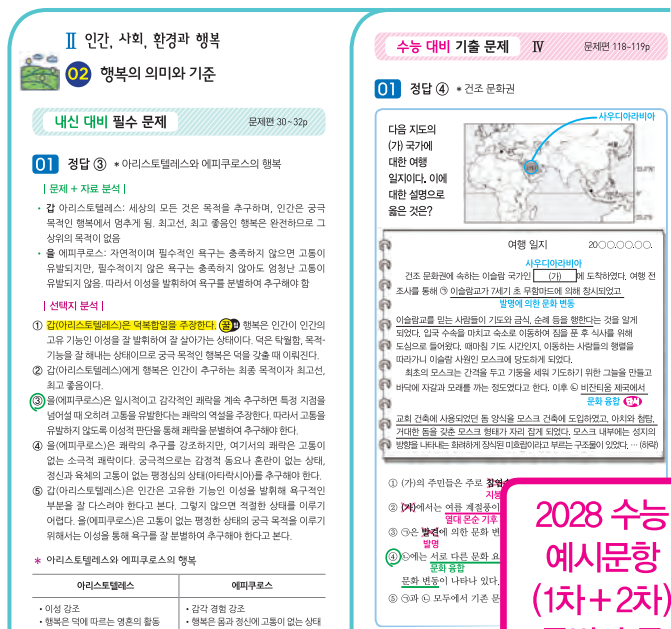 Ⅱ 인간, 사회, 환경과 행복
02 행복의 의미와 기준
내신 대비 필수 문제
문제편 30~32p
01 정답 ③ *아리스토텔레스와 에피쿠로스의 행복
| 문제 + 자료 분석 |
• 갑 아리스토텔레스: 세상의 모든 것은 목적을 추구하며, 인간은 궁극
목적인 행복에서 멈추게 됨. 최고선, 최고 좋음인 행복은 완전하므로 그
상위의 목적이 없음
• 을 에피쿠로스: 자연적이며 필수적인 욕구는 충족하지 않으면 고통이
유발되지만, 필수적이지 않은 욕구는 충족하지 않아도 엄청난 고통이
유발되지 않음. 따라서 이성을 발휘하여 욕구를 분별하여 추구해야 함
| 선택지 분석 |
① 갑(아리스토텔레스)은 덕복합일을 주장한다. 꿀팁 행복은 인간이 인간의
고유 기능인 이성을 잘 발휘하여 잘 살아가는 상태이다. 덕은 탁월함, 목적·
기능을 잘 해내는 상태이므로 궁극 목적인 행복은 덕을 갖출 때 이뤄진다.
② 갑(아리스토텔레스)에게 행복은 인간이 추구하는 최종 목적이자 최고선,
최고 좋음이다.
③ 을(에피쿠로스)은 일시적이고 감각적인 쾌락을 계속 추구하면 특정 지점을
넘어설 때 오히려 고통을 유발한다는 쾌락의 역설을 주장한다. 따라서 고통을
유발하지 않도록 이성적 판단을 통해 쾌락을 분별하여 추구해야 한다.
④ 을(에피쿠로스)은 쾌락의 추구를 강조하지만, 여기서의 쾌락은 고통이
없는 소극적 쾌락이다. 궁극적으로는 감정적 동요나 혼란이 없는 상태,
정신과 육체의 고통이 없는 평정심의 상태(아타락시아)를 추구해야 한다.
⑤ 갑(아리스토텔레스)은 인간은 고유한 기능인 이성을 발휘해 욕구적인
부분을 잘 다스려야 한다고 본다. 그렇지 않으면 적절한 상태를 이루기
어렵다. 을(에피쿠로스)은 고통이 없는 평정한 상태의 궁극 목적을 이루기
위해서는 이성을 통해 욕구를 잘 분별하여 추구해야 한다고 본다.
* 아리스토텔레스와 에피쿠로스의 행복
아리스토텔레스
에피쿠로스
• 이성 강조
• 행복은 덕에 따르는 영혼의 활동
• 감각 경험 강조
• 행복은 몸과 정신에 고통이 없는 상태
수능 대비 기출 문제 Ⅳ
문제편 118~119p
01 정답 ④ *건조 문화권
다음 지도의
(가) 국가에
대한 여행
일지이다. 이에
대한 설명으로
옳은 것은?
사우디아라비아
(가)
여행 일지
20○○.○○.○○.
사우디아라비아
건조 문화권에 속하는 이슬람 국가인 (가) 에 도착하였다. 여행 전
조사를 통해 ㉠ 이슬람교가 7세기 초 무함마드에 의해 창시되었고
발명에 의한 문화 변동
이슬람교를 믿는 사람들이 기도와 금식, 순례 등을 행한다는 것을 알게
되었다. 입국 수속을 마치고 숙소로 이동하여 짐을 푼 후 식사를 위해
도심으로 들어왔다. 때마침 기도 시간인지, 이동하는 사람들의 행렬을
따라가니 이슬람 사원인 모스크에 당도하게 되었다.
최초의 모스크는 간격을 두고 기둥을 세워 기도하기 위한 그늘을 만들고
바닥에 자갈과 모래를 까는 정도였다고 한다. 이후 ㉡ 비잔티움 제국에서
문화 융합 단서
교회 건축에 사용되었던 돔 양식을 모스크 건축에 도입하였고, 아치와 첨탑,
거대한 돔을 갖춘 모스크 형태가 자리 잡게 되었다. 모스크 내부에는 성지의
방향을 나타내는 화려하게 장식된 미흐랍이라고 부르는 구조물이 있었다. … (하략)
① (가)의 주민들은 주로
② (가)에서는 여름 계절풍이
열대 몬순 기후
③ ㉠은 발견에 의한 문화 변
발명
④ ㉡에는 서로 다른 문화 요
문화 융합
문화 변동이 나타나 있다.
⑤ ㉠과 ㉡ 모두에서 기존 문
2028 수능
예시문항
(1차+2차)